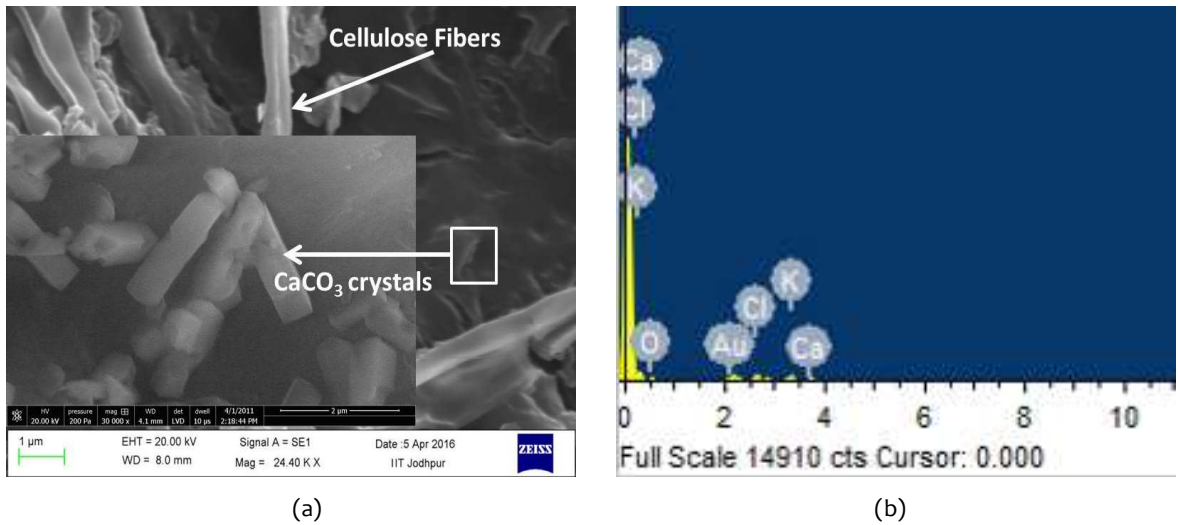 Cellulose Fibers
CaCO₃ crystals
HV pressure mag WD det dwell 4/1/2011 2 µm
20.00 kV 200 Pa 30 000 x 4.1 mm LVD 10 µs 2:18:44 PM
1 µm EHT = 20.00 kV Signal A = SE1 Date :5 Apr 2016 ZEISS
WD = 8.0 mm Mag = 24.40 K X IIT Jodhpur
(a)
Ca
Cl
K
K
Cl
O Au Ca
0 2 4 6 8 10
Full Scale 14910 cts Cursor: 0.000
(b)